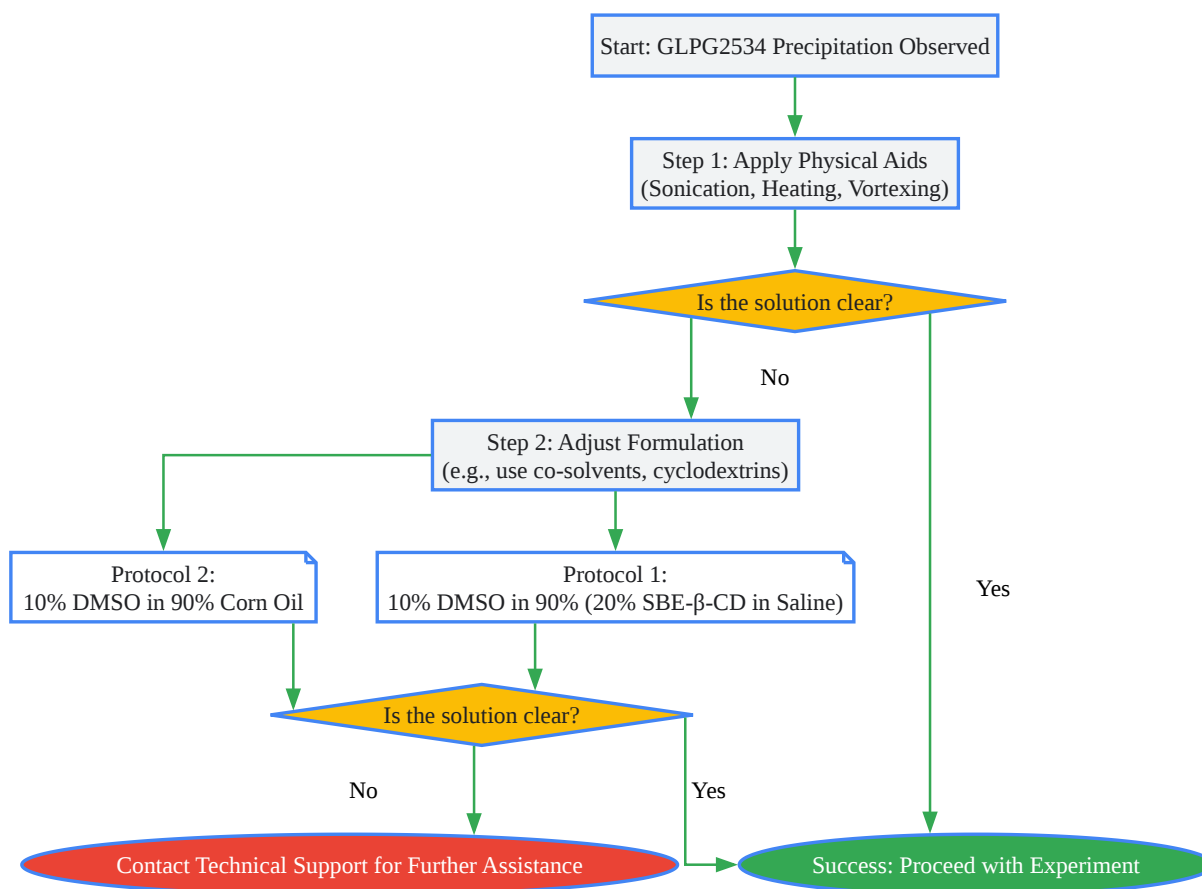 Start: GLPG2534 Precipitation Observed
Step 1: Apply Physical Aids
(Sonication, Heating, Vortexing)
Is the solution clear?
No
Yes
Step 2: Adjust Formulation
(e.g., use co-solvents, cyclodextrins)
Protocol 2:
10% DMSO in 90% Corn Oil
Protocol 1:
10% DMSO in 90% (20% SBE-β-CD in Saline)
Is the solution clear?
No
Yes
Contact Technical Support for Further Assistance
Success: Proceed with Experiment